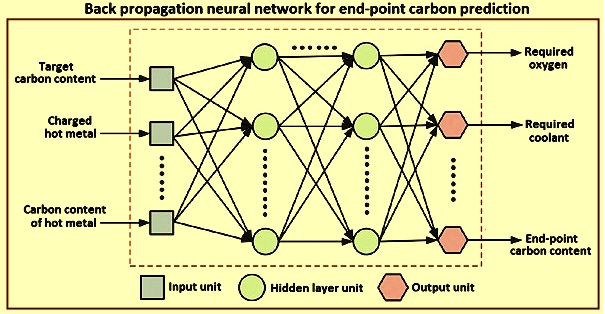 Back propagation neural network for end-point carbon prediction
Target
carbon content
Charged
hot metal
Carbon content
of hot metal
Required
oxygen
Required
coolant
End-point
carbon content
Input unit
Hidden layer unit
Output unit